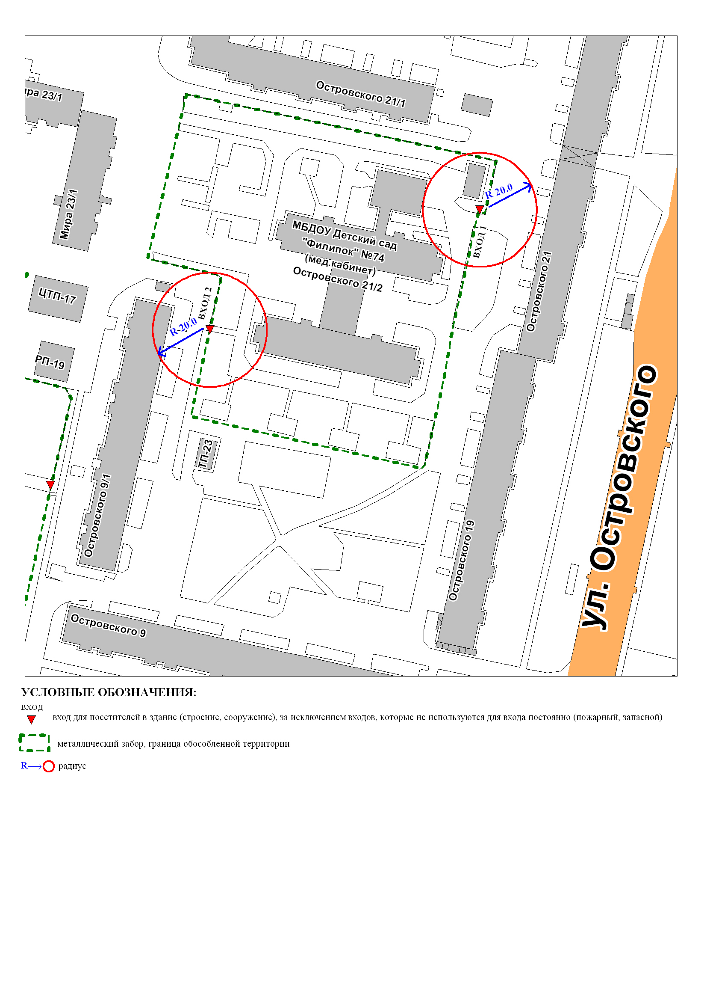 Островского 21/1
ира 23/1
R 20.0
Мира 23/1
МБДОУ Детский сад
"Филипок" №74
(мед.кабинет)
Островского 21/2
ВХОД 1
Островского 21
ЦТП-17
ВХОД 2
R 20.0
РП-19
ул. Островского
ТП-23
Островского 9/1
Островского 19
Островского 9
УСЛОВНЫЕ ОБОЗНАЧЕНИЯ:
ВХОД
вход для посетителей в здание (строение, сооружение), за исключением входов, которые не используются для входа постоянно (пожарный, запасной)
металлический забор, граница обособленной территории
R радиус